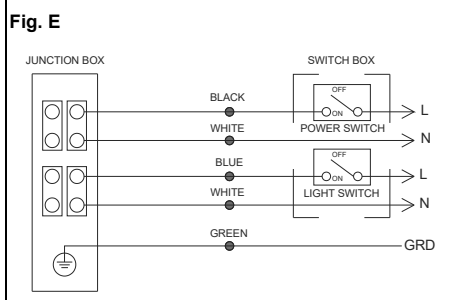 Fig. E
JUNCTION BOX
SWITCH BOX
BLACK
OFF
ON
L
POWER SWITCH
WHITE
N
BLUE
OFF
ON
L
LIGHT SWITCH
WHITE
N
GREEN
GRD